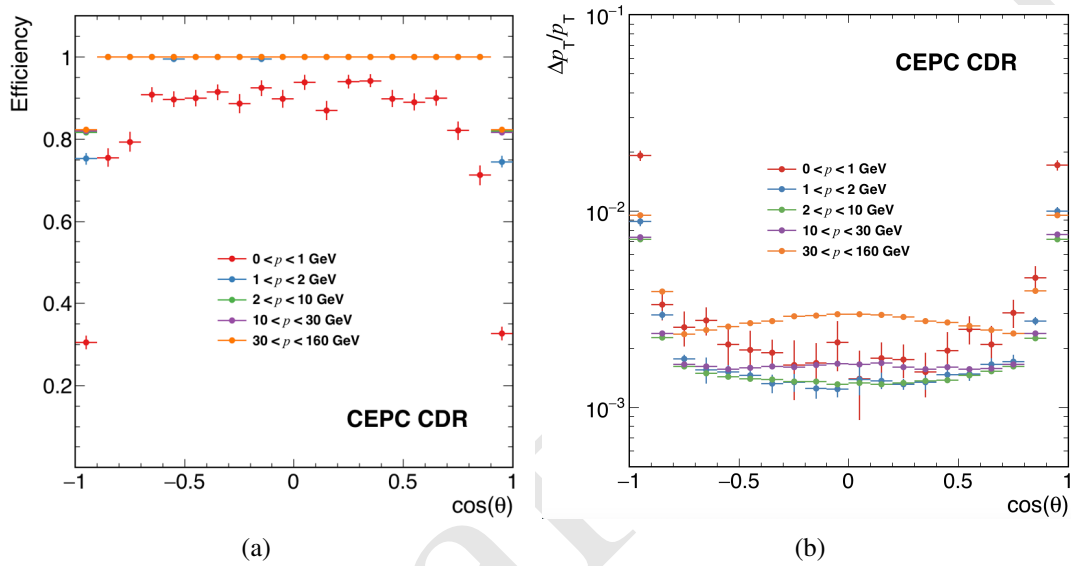 Efficiency
1
0.8
0.6
0.4
0.2
0 < p < 1 GeV
1 < p < 2 GeV
2 < p < 10 GeV
10 < p < 30 GeV
30 < p < 160 GeV
CEPC CDR
−1 −0.5 0 0.5 1
cos(θ)
(a)
Δp_T/p_T
10⁻¹
CEPC CDR
0 < p < 1 GeV
1 < p < 2 GeV
2 < p < 10 GeV
10 < p < 30 GeV
30 < p < 160 GeV
10⁻²
10⁻³
−1 −0.5 0 0.5 1
cos(θ)
(b)